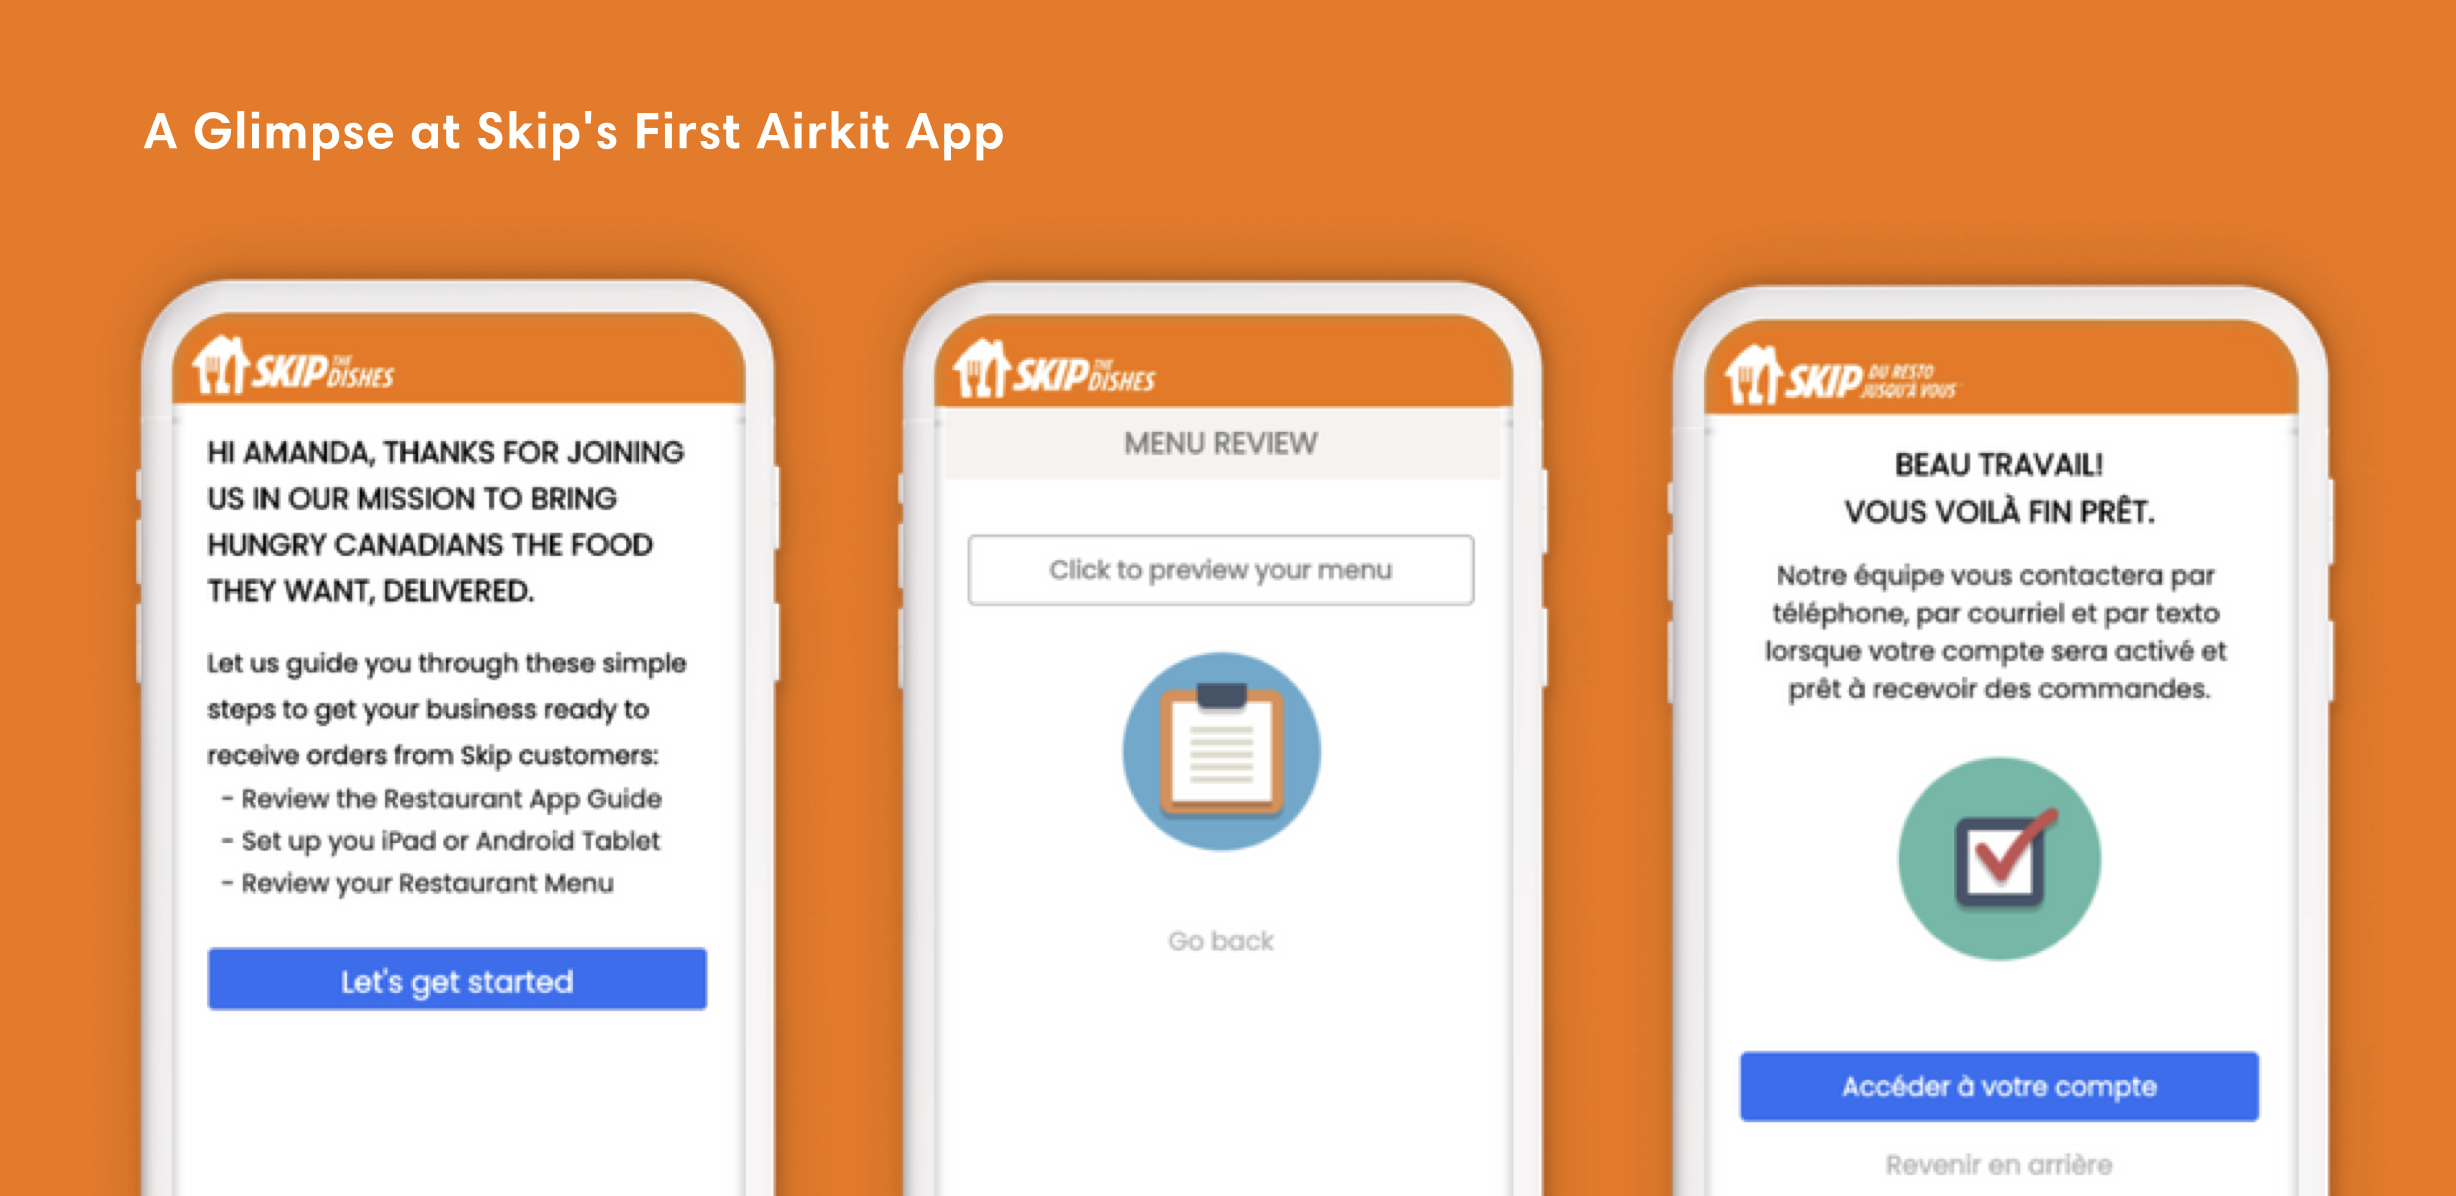 A Glimpse at Skip's First Airkit App
SKIP THE DISHES
HI AMANDA, THANKS FOR JOINING
US IN OUR MISSION TO BRING
HUNGRY CANADIANS THE FOOD
THEY WANT, DELIVERED.
Let us guide you through these simple
steps to get your business ready to
receive orders from Skip customers:
- Review the Restaurant App Guide
- Set up you iPad or Android Tablet
- Review your Restaurant Menu
Let's get started
SKIP THE DISHES
MENU REVIEW
Click to preview your menu
Go back
SKIP DU RESTO JUSQU'À VOUS
BEAU TRAVAIL!
VOUS VOILÀ FIN PRÊT.
Notre équipe vous contactera par
téléphone, par courriel et par texto
lorsque votre compte sera activé et
prêt à recevoir des commandes.
Accéder à votre compte
Revenir en arrière